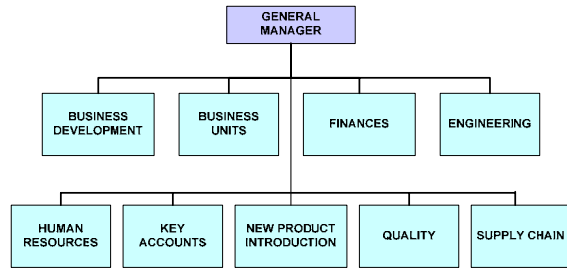 GENERAL
MANAGER
BUSINESS
DEVELOPMENT
BUSINESS
UNITS
FINANCES
ENGINEERING
HUMAN
RESOURCES
KEY
ACCOUNTS
NEW PRODUCT
INTRODUCTION
QUALITY
SUPPLY CHAIN